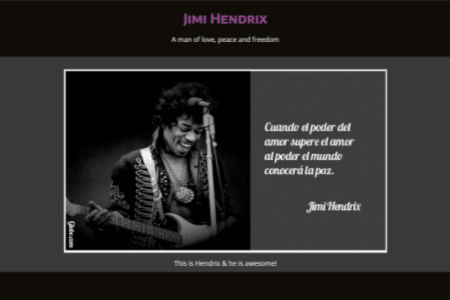 Jimi Hendrix
A man of love, peace and freedom
Cuando el poder del
amor supere el amor
al poder el mundo
conocerá la paz.
Jimi Hendrix
This is Hendrix & he is awesome!